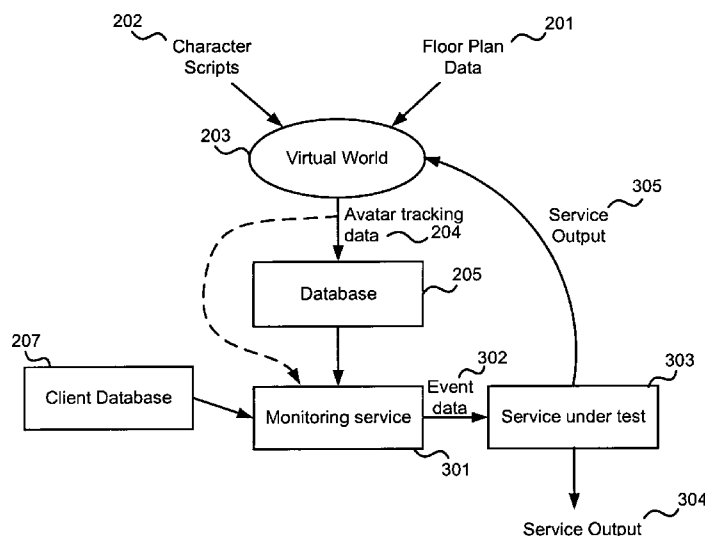 202
Character
Scripts
Floor Plan
Data
201
203
Virtual World
Avatar tracking
data
204
305
Service
Output
Database
205
207
Client Database
Monitoring service
301
302
Event
data
303
Service under test
304
Service Output